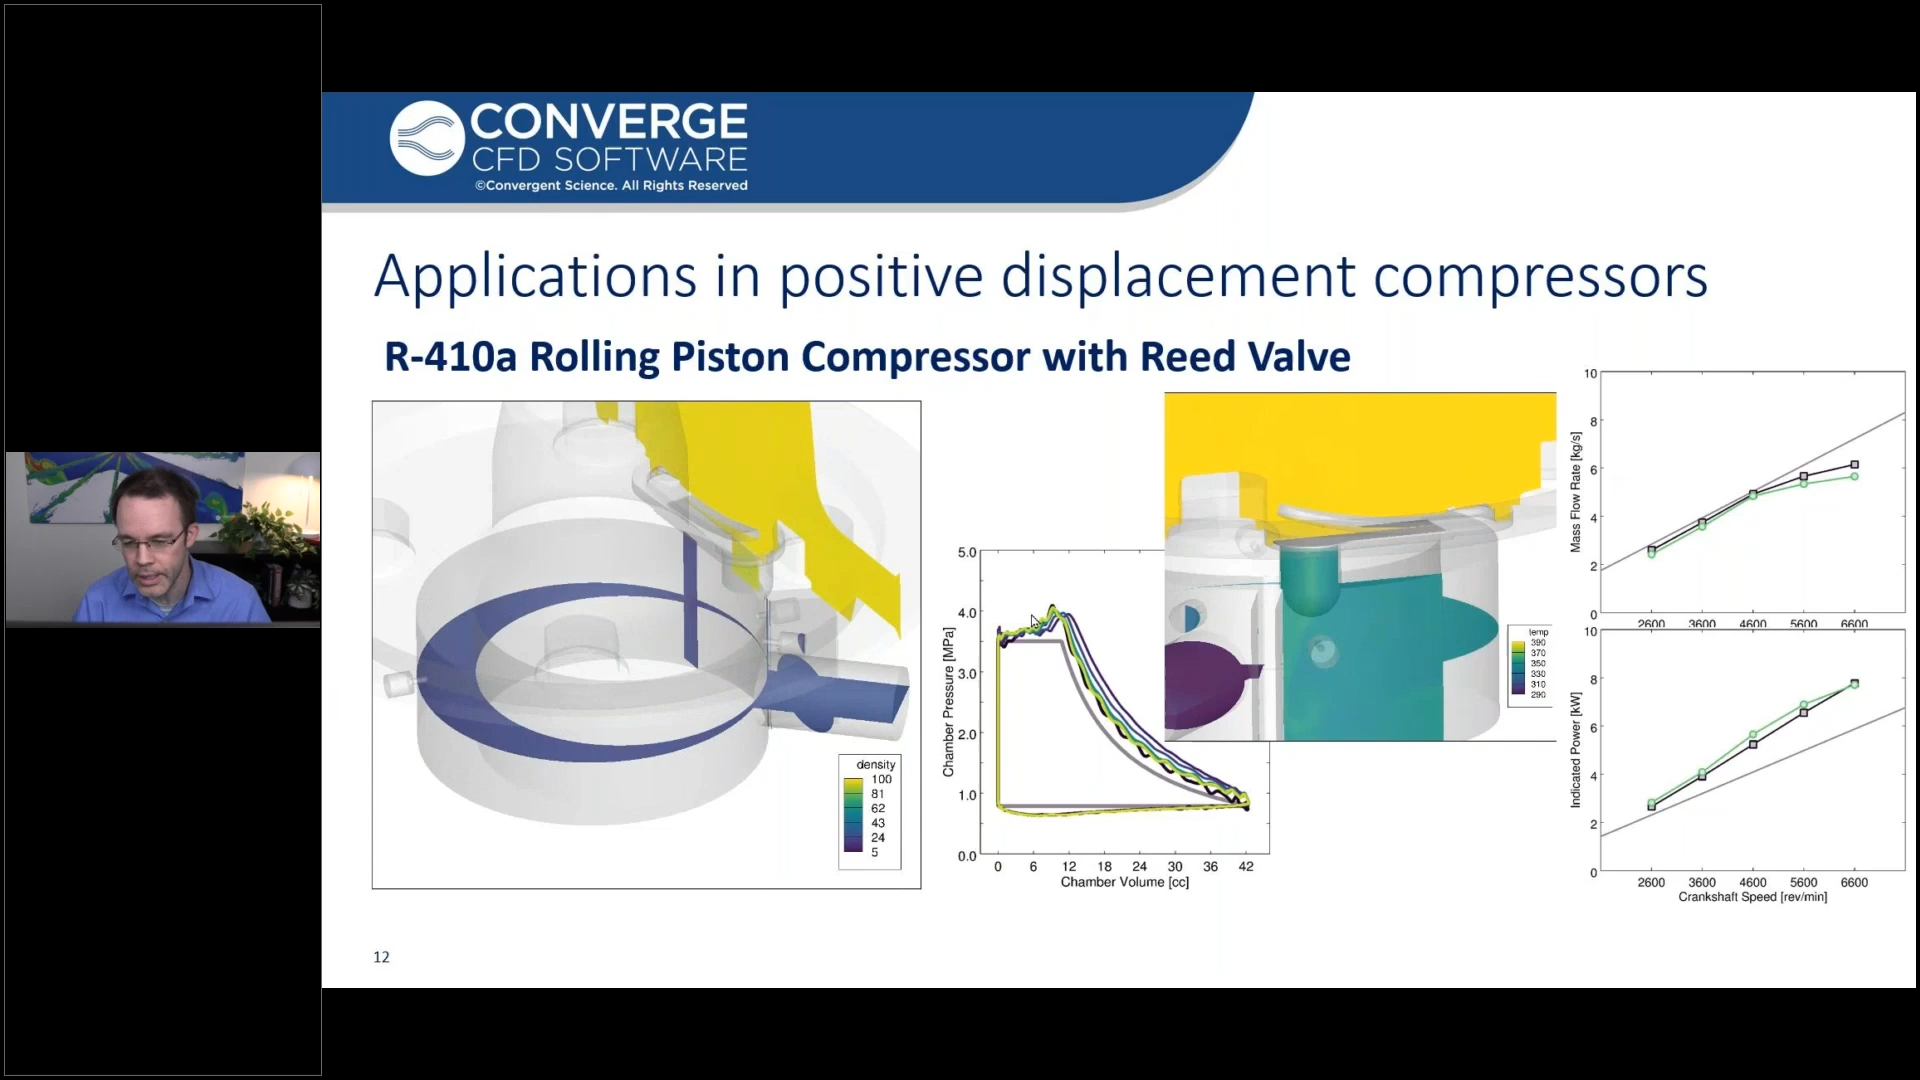 CONVERGE
CFD SOFTWARE
©Convergent Science. All Rights Reserved
Applications in positive displacement compressors
R-410a Rolling Piston Compressor with Reed Valve
density
100
81
62
43
24
5
5.0
4.0
3.0
2.0
1.0
0.0
Chamber Pressure [MPa]
0 6 12 18 24 30 36 42
Chamber Volume [cc]
temp
390
370
350
330
310
290
10
8
6
4
2
0
Mass Flow Rate [kg/s]
2600 3600 4600 5600 6600
10
8
6
4
2
0
Indicated Power [kW]
2600 3600 4600 5600 6600
Crankshaft Speed [rev/min]
12